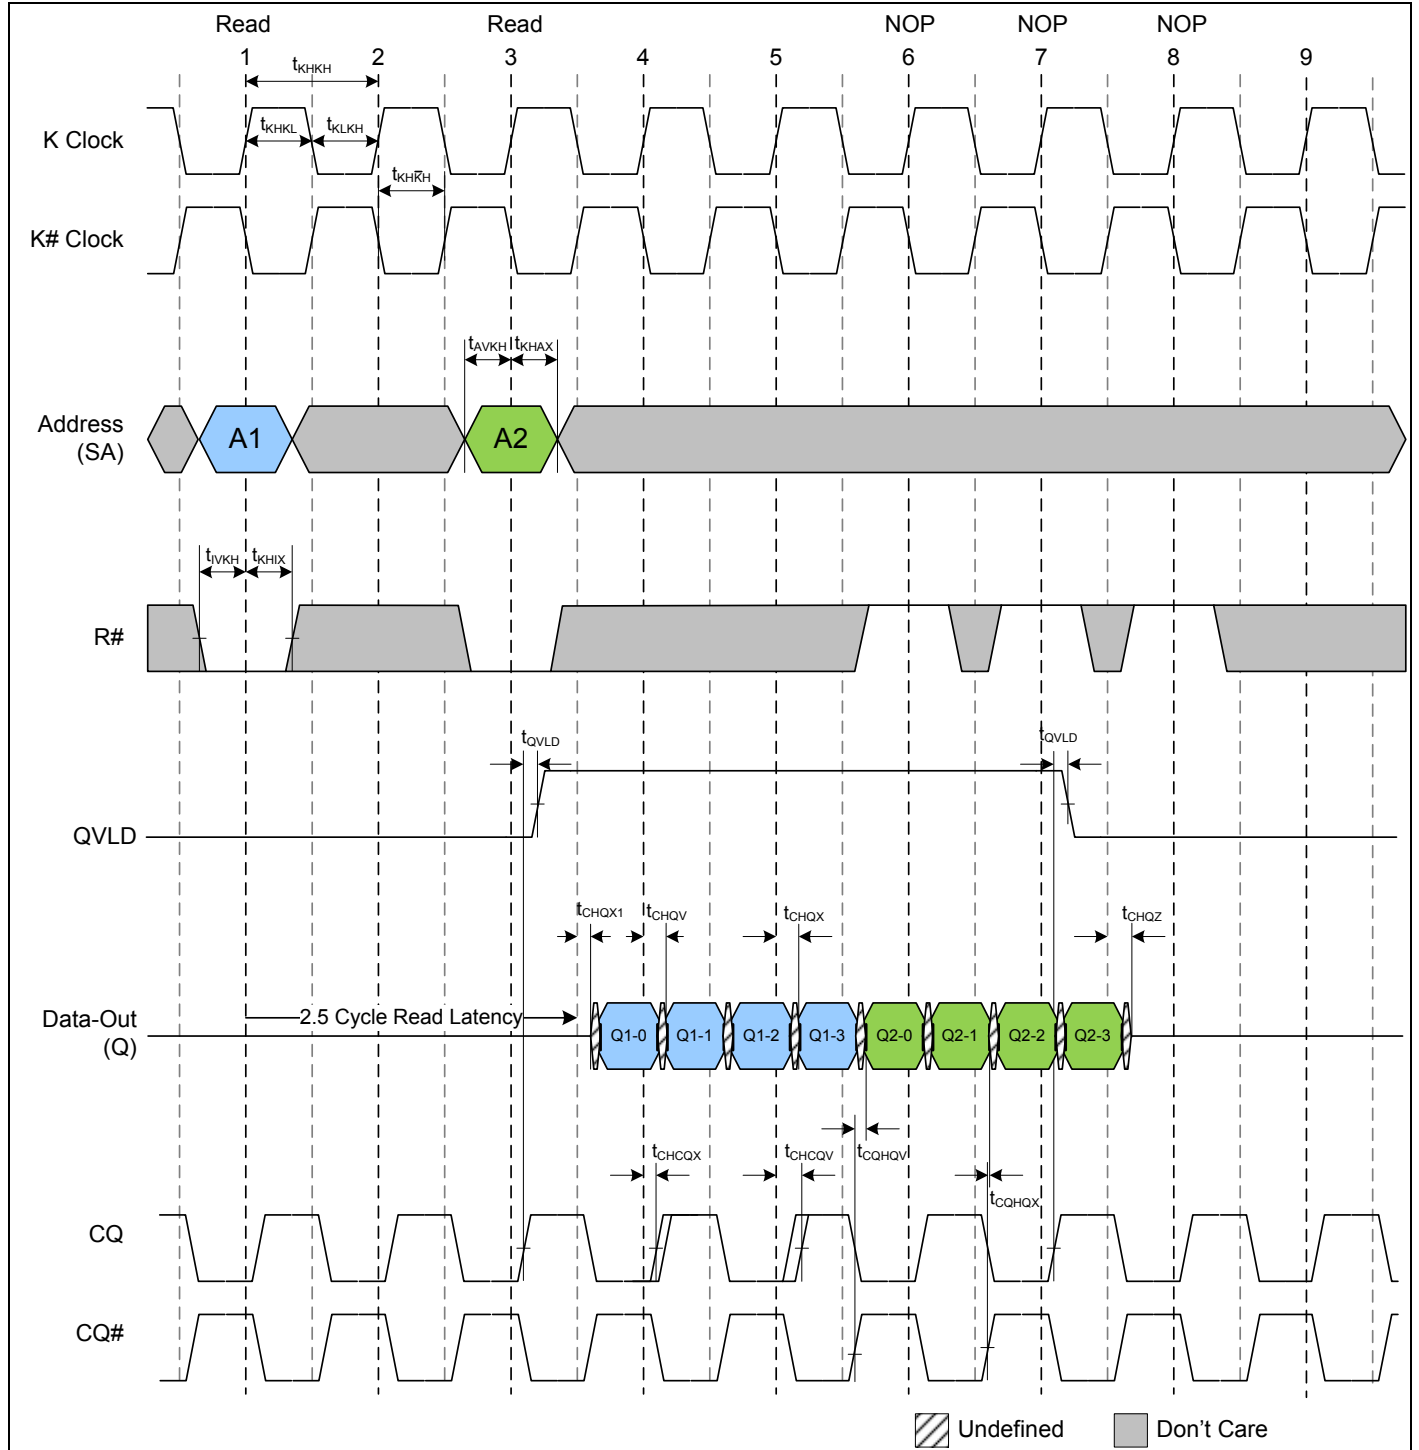 Read Read NOP NOP NOP
1 2 3 4 5 6 7 8 9
tKHKH
K Clock
tKHKL tKLKH
tKHK̅H
K# Clock
tAVKH tKHAX
Address
(SA)
A1 A2
tIVKH tKHIX
R#
tQVLD tQVLD
QVLD
tCHQX1 tCHQV tCHQX tCHQZ
Data-Out
(Q)
2.5 Cycle Read Latency
Q1-0 Q1-1 Q1-2 Q1-3 Q2-0 Q2-1 Q2-2 Q2-3
tCHCQX tCHCQV tCQHQV
tCQHQX
CQ
CQ#
Undefined Don't Care